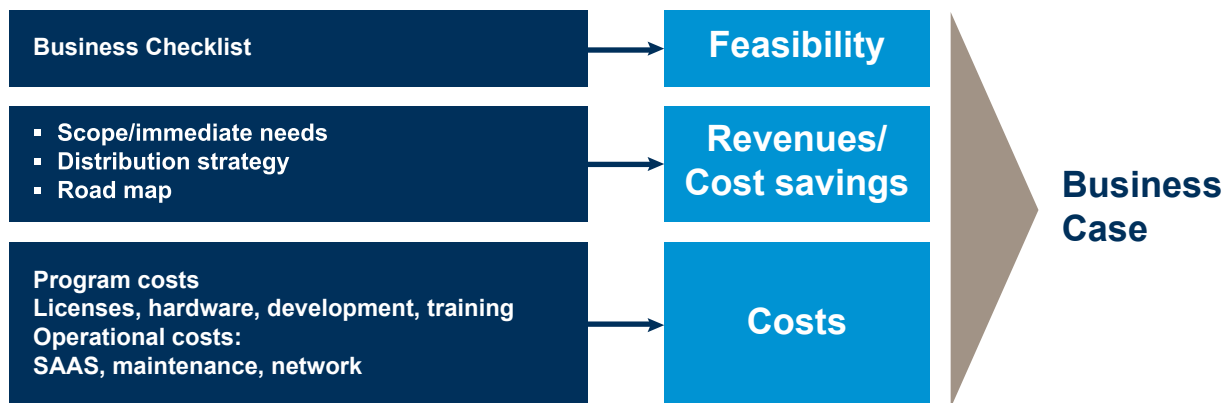 Business Checklist
Feasibility
▪ Scope/immediate needs
▪ Distribution strategy
▪ Road map
Revenues/
Cost savings
Program costs
Licenses, hardware, development, training
Operational costs:
SAAS, maintenance, network
Costs
Business
Case